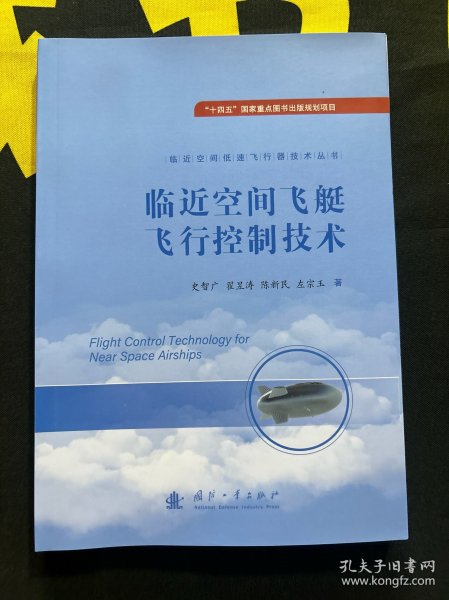 “十四五”国家重点图书出版规划项目
临近空间低速飞行器技术丛书
临近空间飞艇
飞行控制技术
史智广 翟昱涛 陈新民 左宗玉 著
Flight Control Technology for
Near Space Airships
国防工业出版社
National Defense Industry Press
孔夫子旧书网
www.kongfz.com